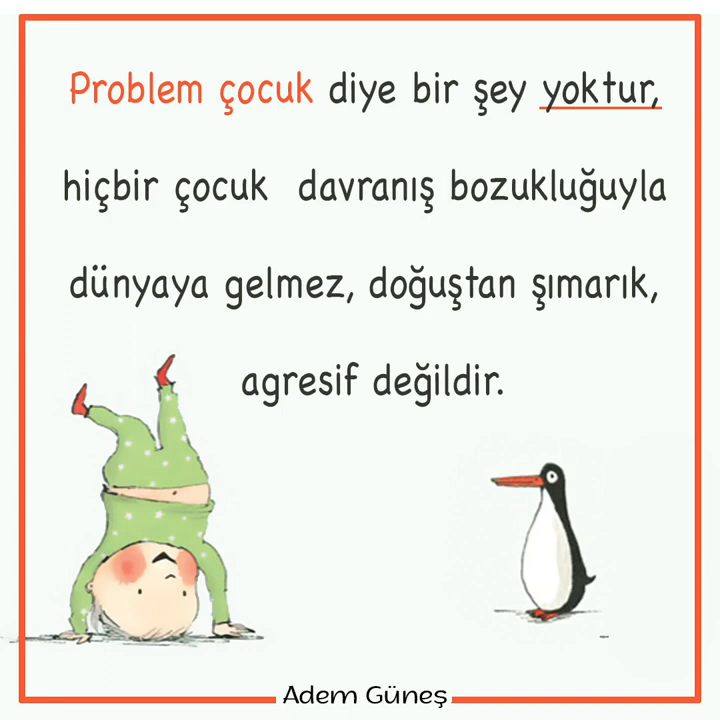 Problem çocuk diye bir şey yoktur,
hiçbir çocuk davranış bozukluğuyla
dünyaya gelmez, doğuştan şımarık,
agresif değildir.
Adem Güneş